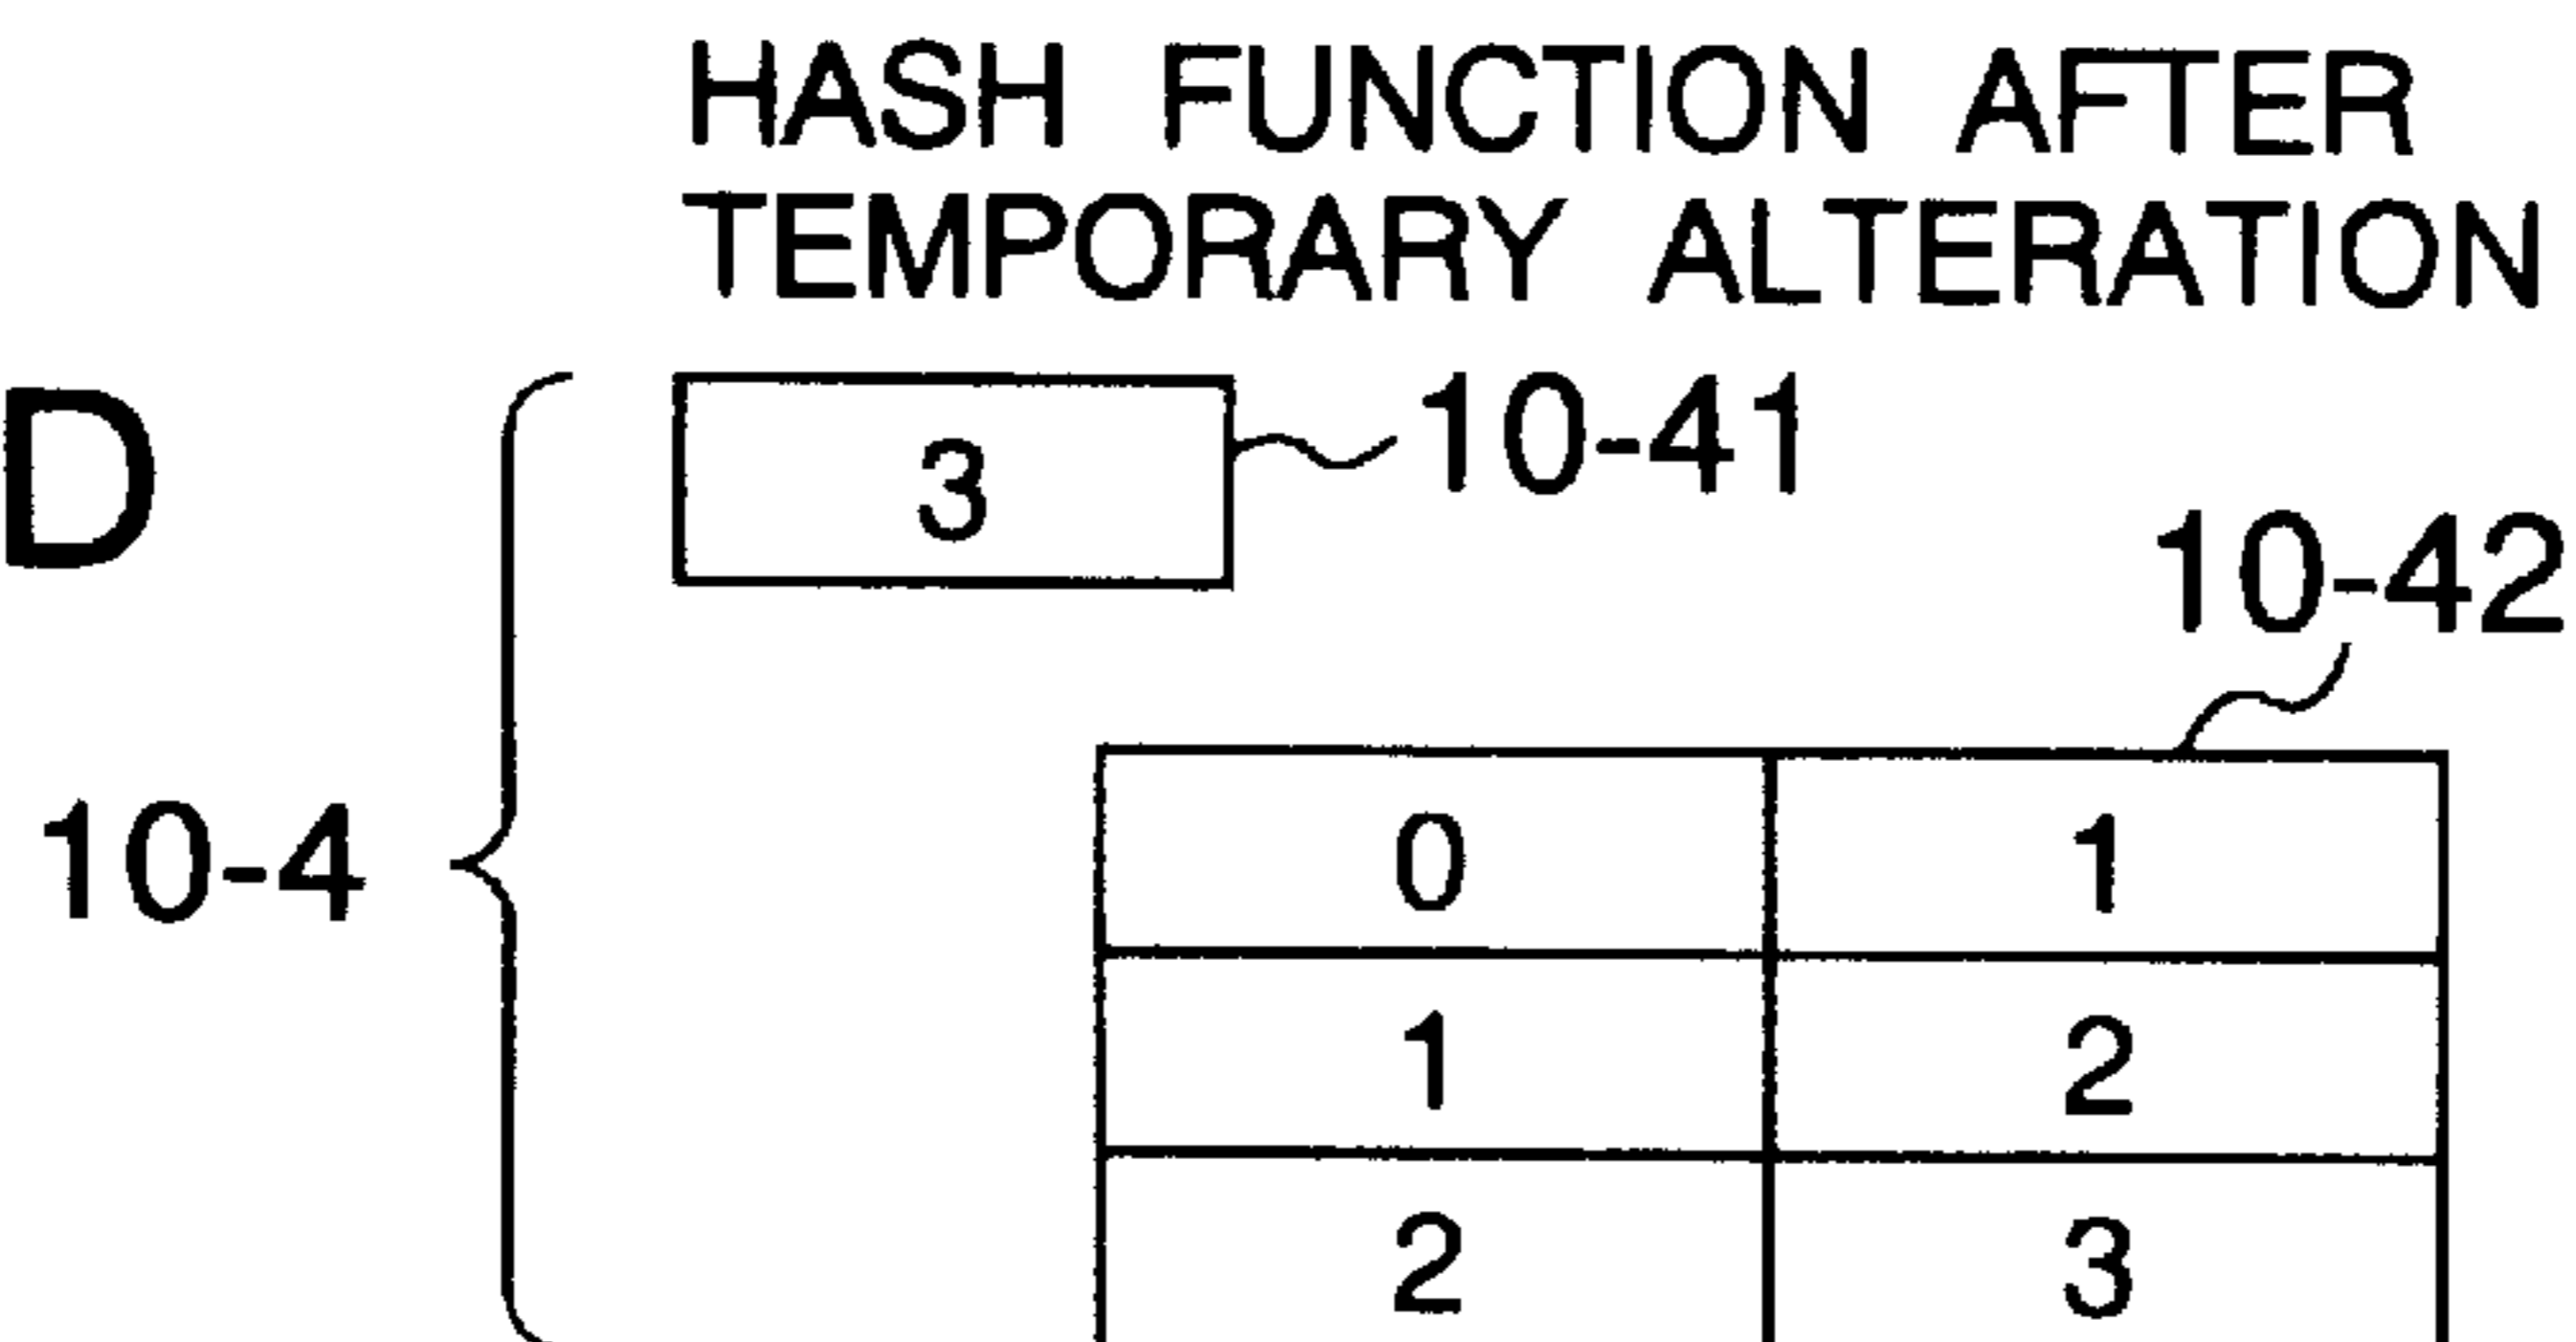 HASH FUNCTION AFTER
TEMPORARY ALTERATION
D
3
10-41
10-42
10-4
0 1
1 2
2 3